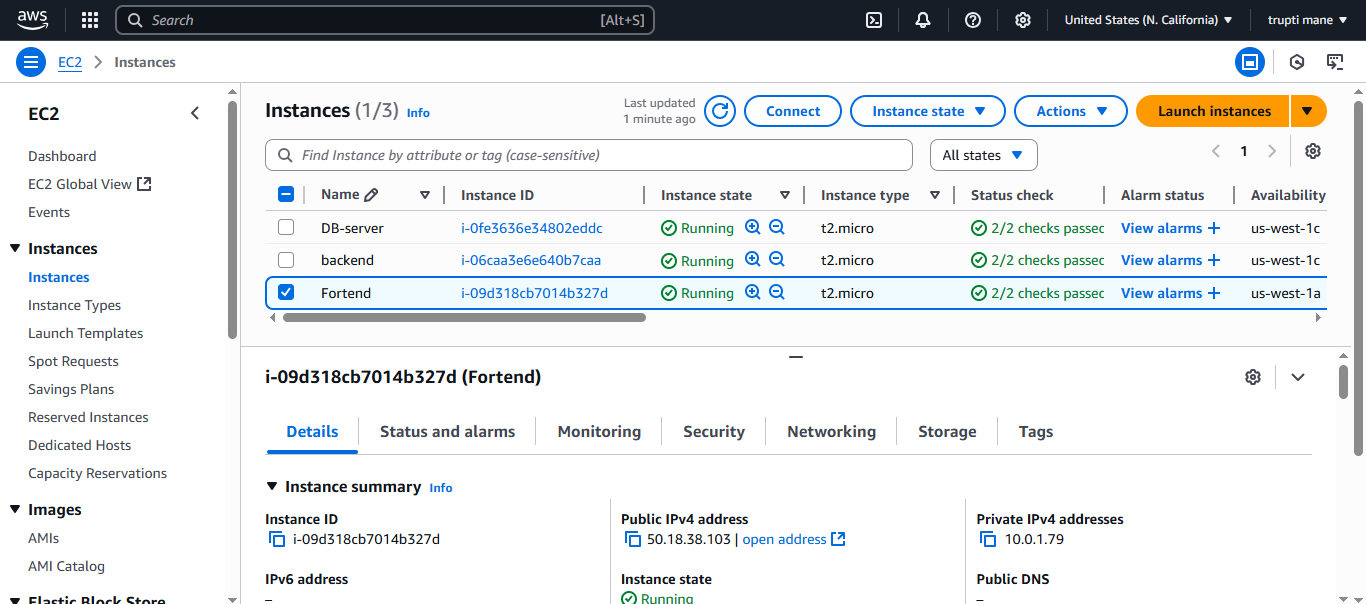 aws
Search [Alt+S]
United States (N. California) trupti mane
EC2 Instances
EC2
Dashboard
EC2 Global View
Events
Instances
Instances
Instance Types
Launch Templates
Spot Requests
Savings Plans
Reserved Instances
Dedicated Hosts
Capacity Reservations
Images
AMIs
AMI Catalog
Elastic Block Store
Instances (1/3) Info
Last updated
1 minute ago
Connect Instance state Actions Launch instances
Find Instance by attribute or tag (case-sensitive) All states 1
Name Instance ID Instance state Instance type Status check Alarm status Availability
DB-server i-0fe3636e34802eddc Running t2.micro 2/2 checks passec View alarms + us-west-1c
backend i-06caa3e6e640b7caa Running t2.micro 2/2 checks passec View alarms + us-west-1c
Fortend i-09d318cb7014b327d Running t2.micro 2/2 checks passec View alarms + us-west-1a
i-09d318cb7014b327d (Fortend)
Details Status and alarms Monitoring Security Networking Storage Tags
Instance summary Info
Instance ID
i-09d318cb7014b327d
Public IPv4 address
50.18.38.103 | open address
Private IPv4 addresses
10.0.1.79
IPv6 address
–
Instance state
Running
Public DNS
–